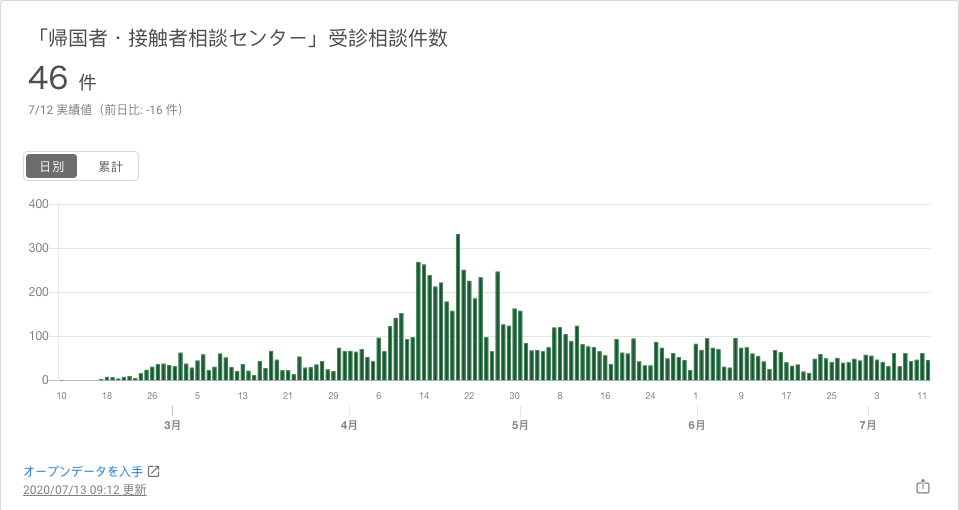 「帰国者・接触者相談センター」受診相談件数
46 件
7/12 実績値（前日比: -16 件）
日別 累計
400
300
200
100
0
10 18 26 5 13 21 29 6 14 22 30 8 16 24 1 9 17 25 3 11
3月 4月 5月 6月 7月
オープンデータを入手
2020/07/13 09:12 更新